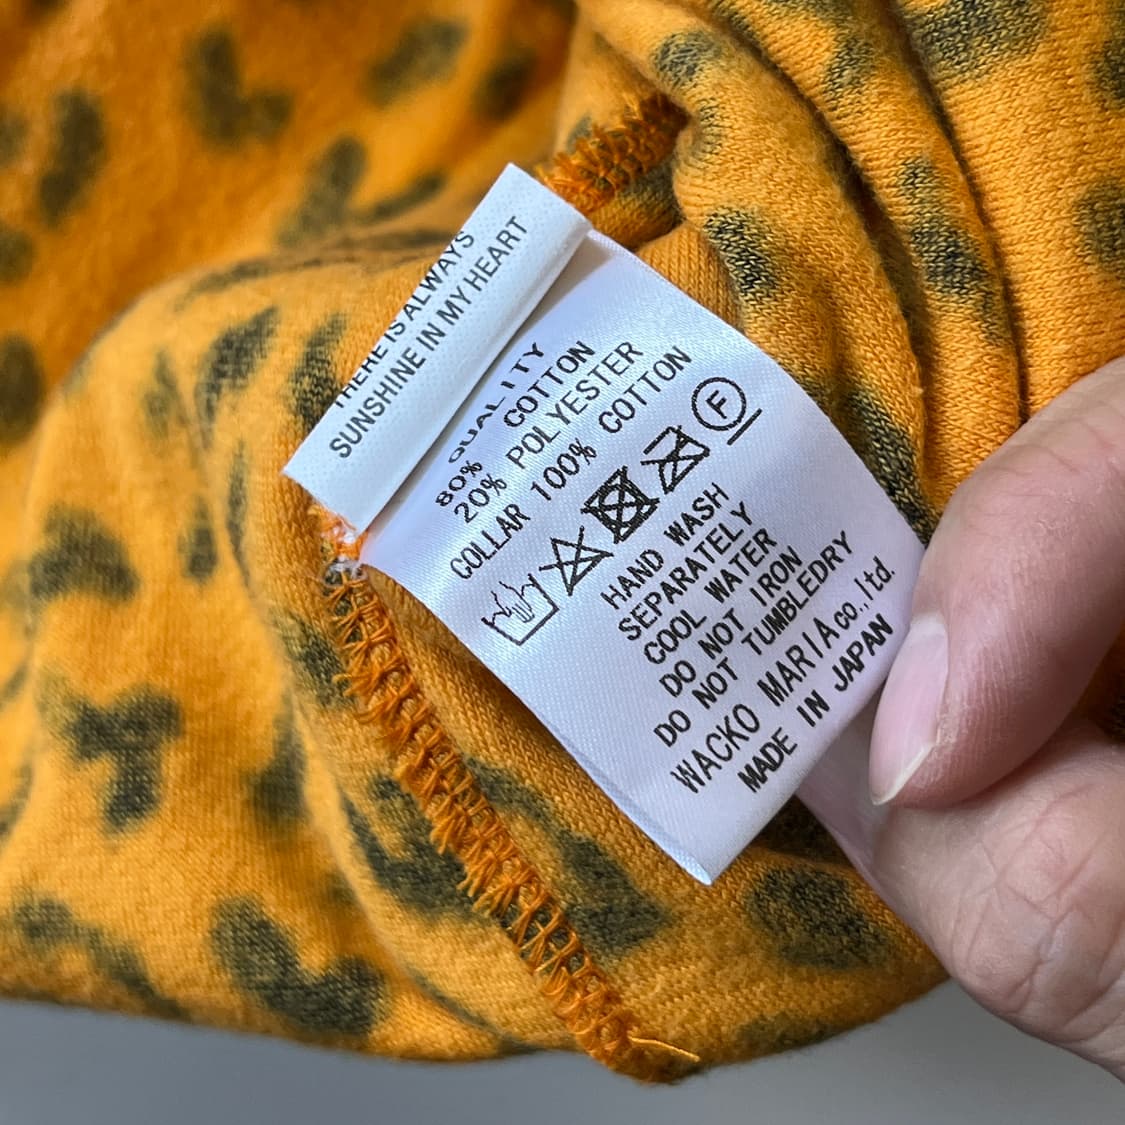 THERE IS ALWAYS
SUNSHINE IN MY HEART
QUALITY
80% COTTON
20% POLYESTER
COLLAR 100% COTTON
F
HAND WASH
SEPARATELY
COOL WATER
DO NOT IRON
DO NOT TUMBLEDRY
WACKO MARIA co., ltd.
MADE IN JAPAN